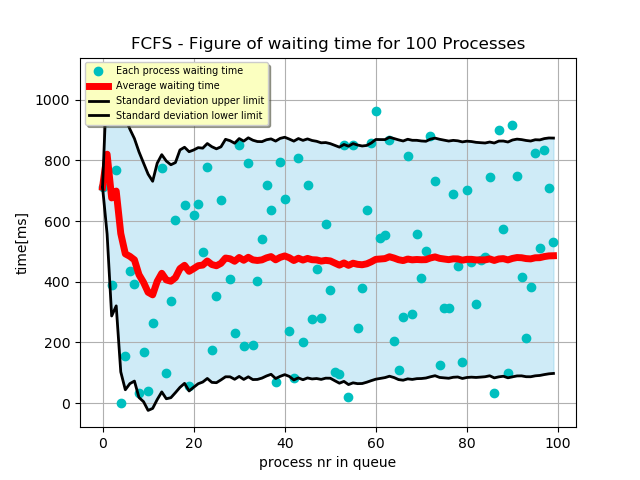 FCFS - Figure of waiting time for 100 Processes
Each process waiting time
Average waiting time
Standard deviation upper limit
Standard deviation lower limit
1000
800
600
400
200
0
time[ms]
0 20 40 60 80 100
process nr in queue